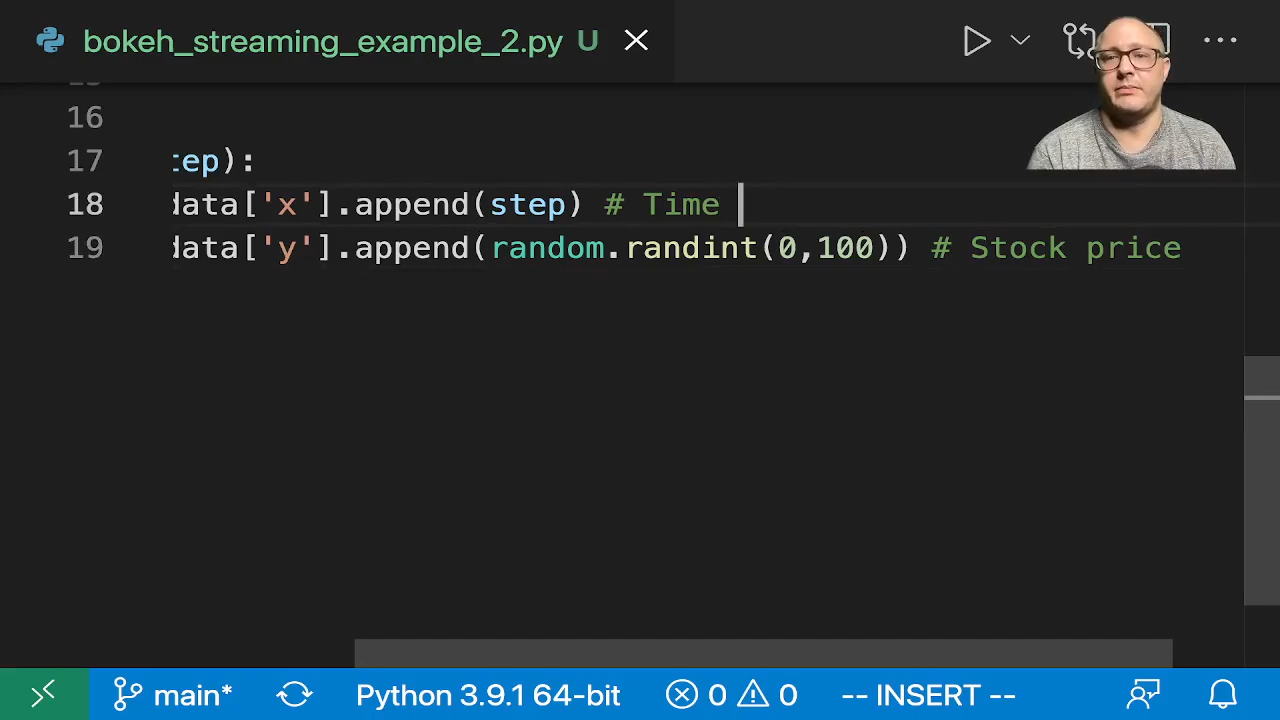 bokeh_streaming_example_2.py U
16
17 tep):
18 data['x'].append(step) # Time
19 data['y'].append(random.randint(0,100)) # Stock price
main* Python 3.9.1 64-bit 0 0 -- INSERT --